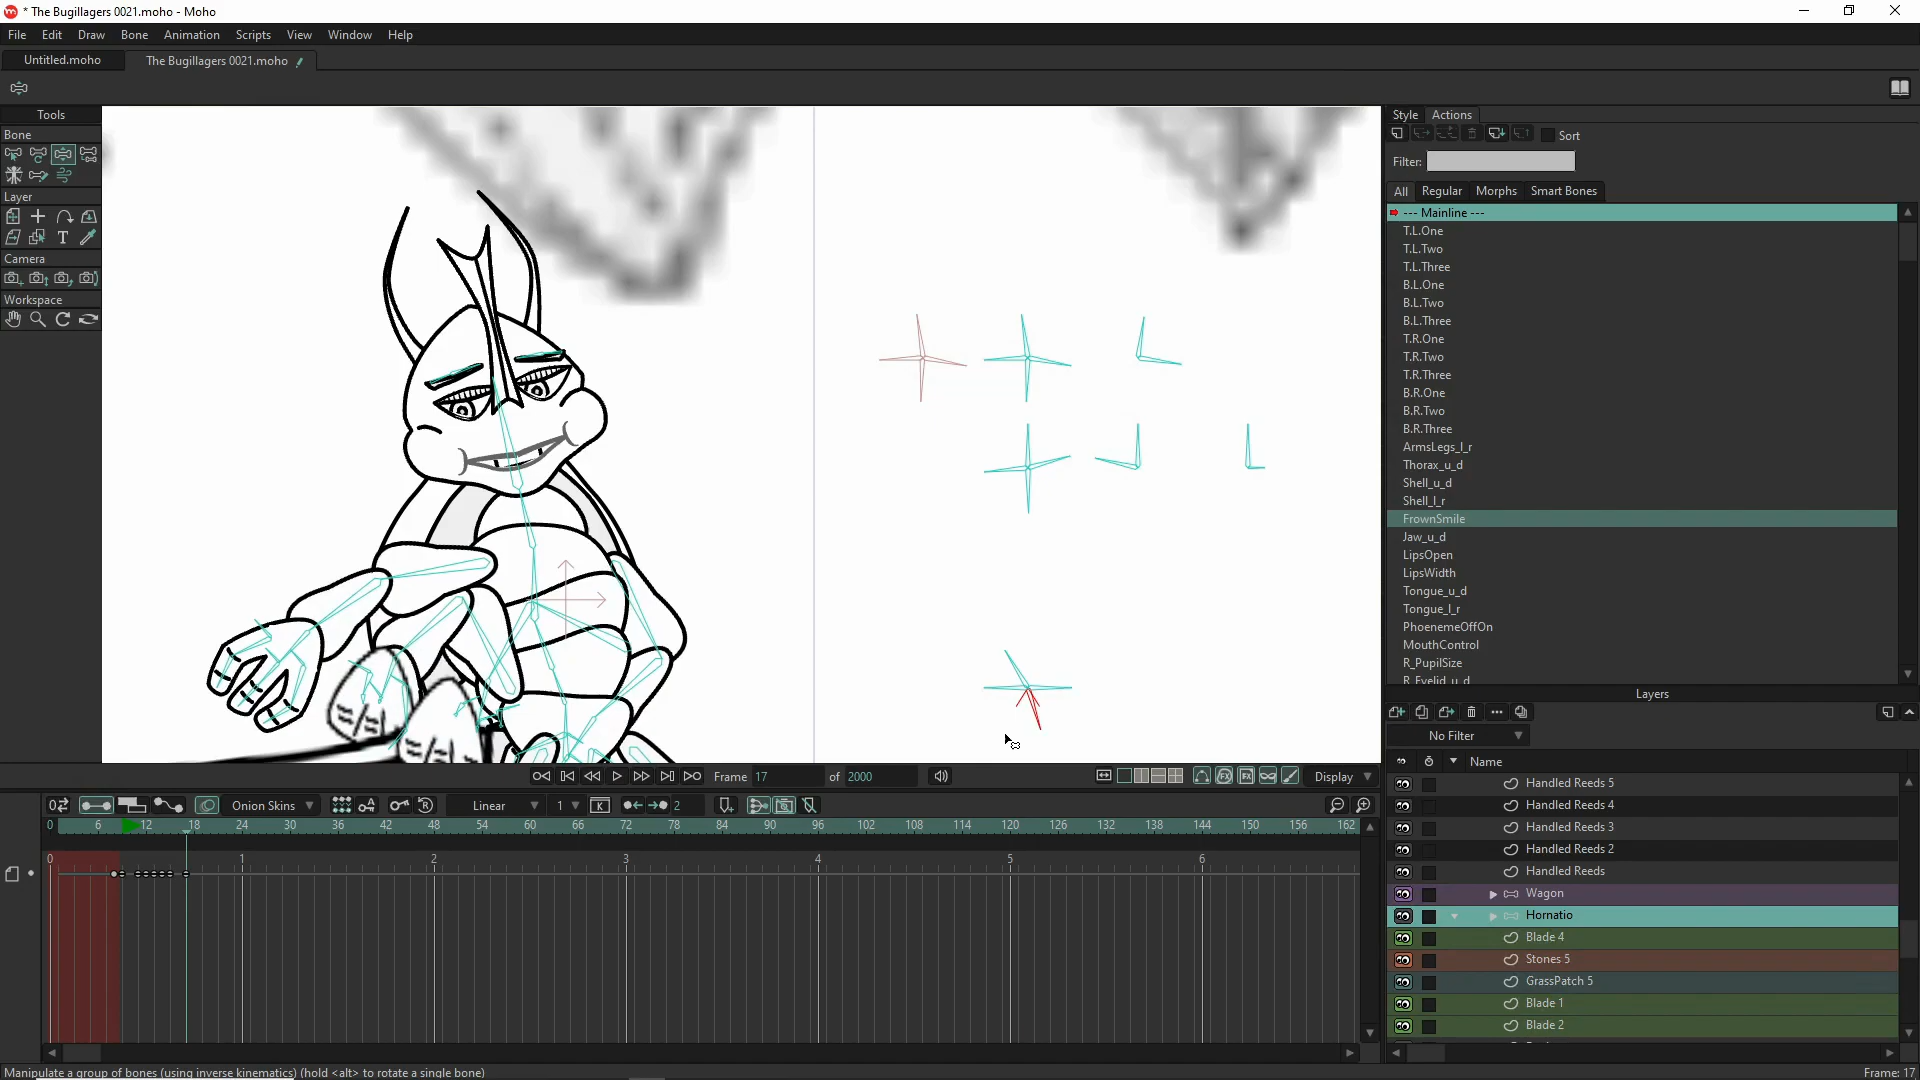 * The Bugillagers 0021.moho - Moho
File Edit Draw Bone Animation Scripts View Window Help
Untitled.moho The Bugillagers 0021.moho
Tools
Bone
Layer
Camera
Workspace
Style Actions
Sort
Filter:
All Regular Morphs Smart Bones
--- Mainline ---
T.L.One
T.L.Two
T.L.Three
B.L.One
B.L.Two
B.L.Three
T.R.One
T.R.Two
T.R.Three
B.R.One
B.R.Two
B.R.Three
ArmsLegs_l_r
Thorax_u_d
Shell_u_d
Shell_l_r
FrownSmile
Jaw_u_d
LipsOpen
LipsWidth
Tongue_u_d
Tongue_l_r
PhoenemeOffOn
MouthControl
R_PupilSize
R_Eyelid_u_d
Layers
No Filter
Name
Handled Reeds 5
Handled Reeds 4
Handled Reeds 3
Handled Reeds 2
Handled Reeds
Wagon
Hornatio
Blade 4
Stones 5
GrassPatch 5
Blade 1
Blade 2
Frame 17 of 2000 Display
Onion Skins Linear 1 2
0 6 12 18 24 30 36 42 48 54 60 66 72 78 84 90 96 102 108 114 120 126 132 138 144 150 156 162
0 1 2 3 4 5 6
Manipulate a group of bones (using inverse kinematics) (hold <alt> to rotate a single bone) Frame: 17